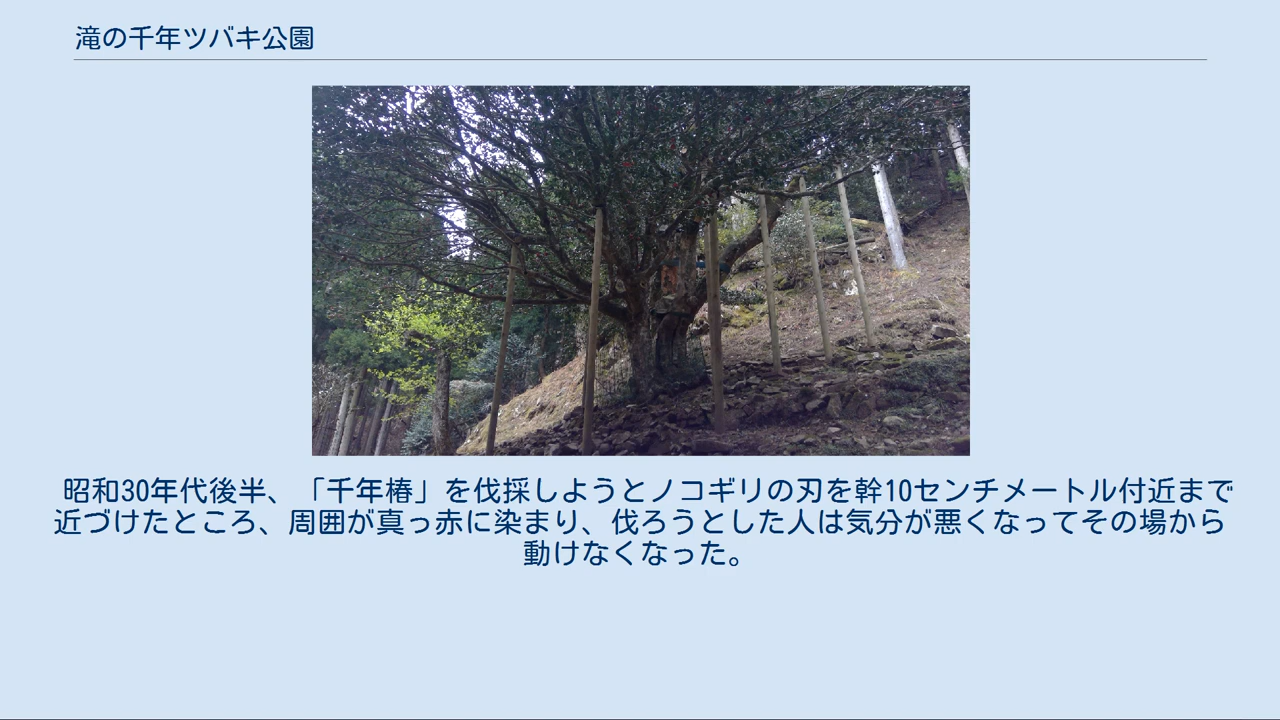 滝の千年ツバキ公園
昭和30年代後半、「千年椿」を伐採しようとノコギリの刃を幹10センチメートル付近まで
近づけたところ、周囲が真っ赤に染まり、伐ろうとした人は気分が悪くなってその場から
動けなくなった。